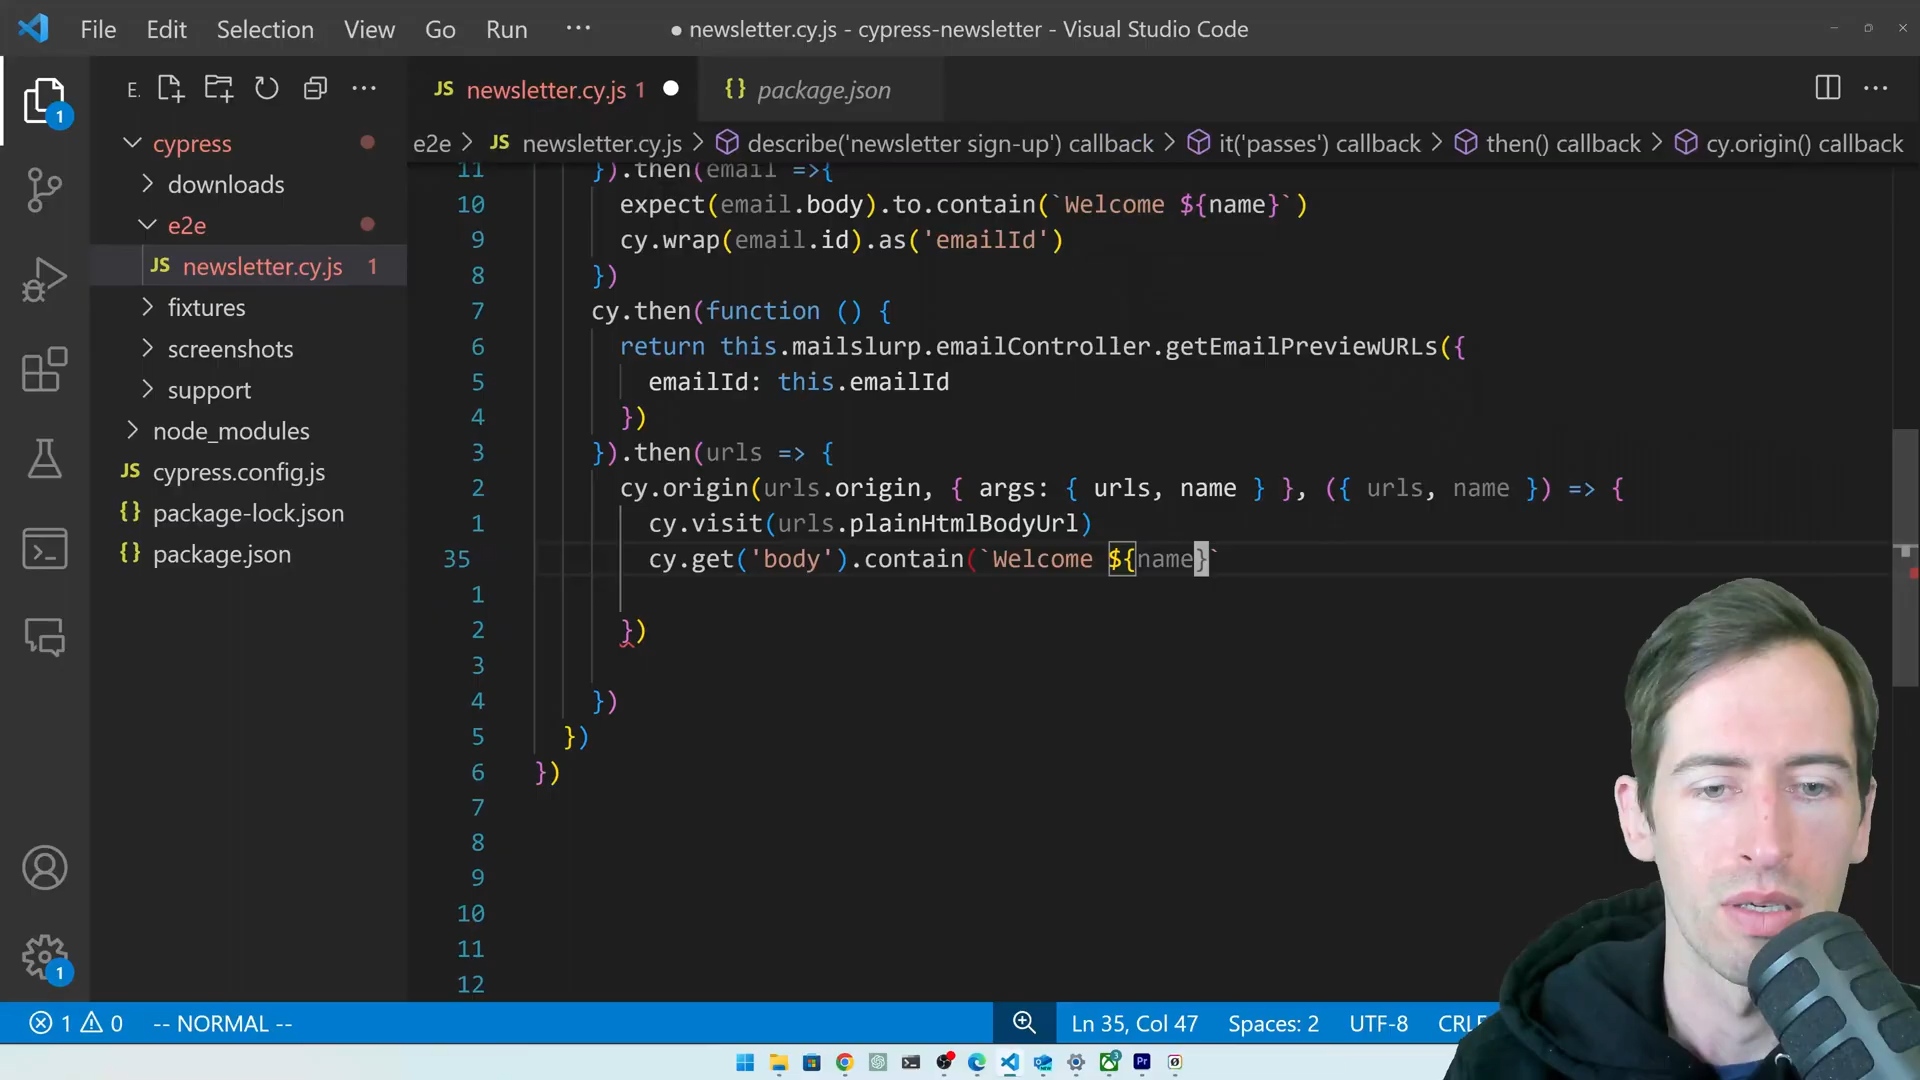 File Edit Selection View Go Run ··· ● newsletter.cy.js - cypress-newsletter - Visual Studio Code
E. ··· JS newsletter.cy.js 1 {} package.json ···
e2e > JS newsletter.cy.js > describe('newsletter sign-up') callback > it('passes') callback > then() callback > cy.origin() callback
cypress
downloads
e2e
JS newsletter.cy.js 1
fixtures
screenshots
support
node_modules
JS cypress.config.js
{} package-lock.json
{} package.json
1
1
11 }).then(email =>{
10 expect(email.body).to.contain(`Welcome ${name}`)
9 cy.wrap(email.id).as('emailId')
8 })
7 cy.then(function () {
6 return this.mailslurp.emailController.getEmailPreviewURLs({
5 emailId: this.emailId
4 })
3 }).then(urls => {
2 cy.origin(urls.origin, { args: { urls, name } }, ({ urls, name }) => {
1 cy.visit(urls.plainHtmlBodyUrl)
35 cy.get('body').contain(`Welcome ${name}`
1
2 })
3
4 })
5 })
6 })
7
8
9
10
11
12
1 0 -- NORMAL -- Ln 35, Col 47 Spaces: 2 UTF-8 CRLF